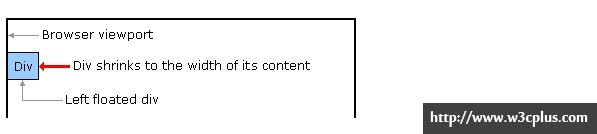 Browser viewport
Div
Div shrinks to the width of its content
Left floated div
http://www.w3cplus.com